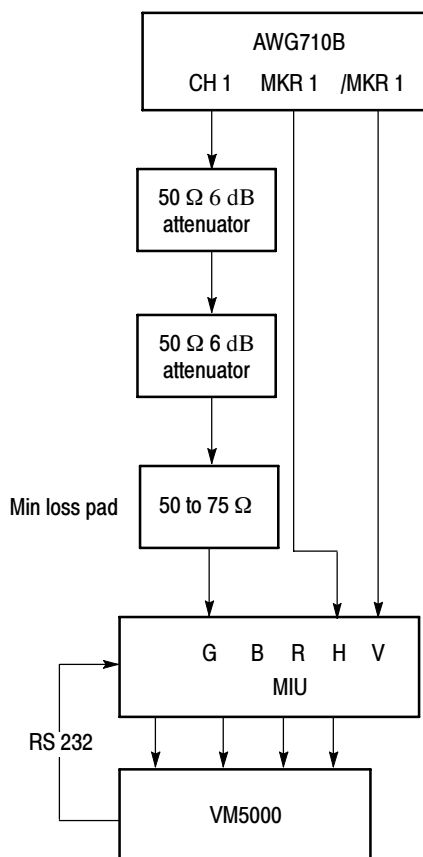 AWG710B
CH 1 MKR 1 /MKR 1
50 Ω 6 dB
attenuator
50 Ω 6 dB
attenuator
Min loss pad
50 to 75 Ω
G B R H V
MIU
RS 232
VM5000